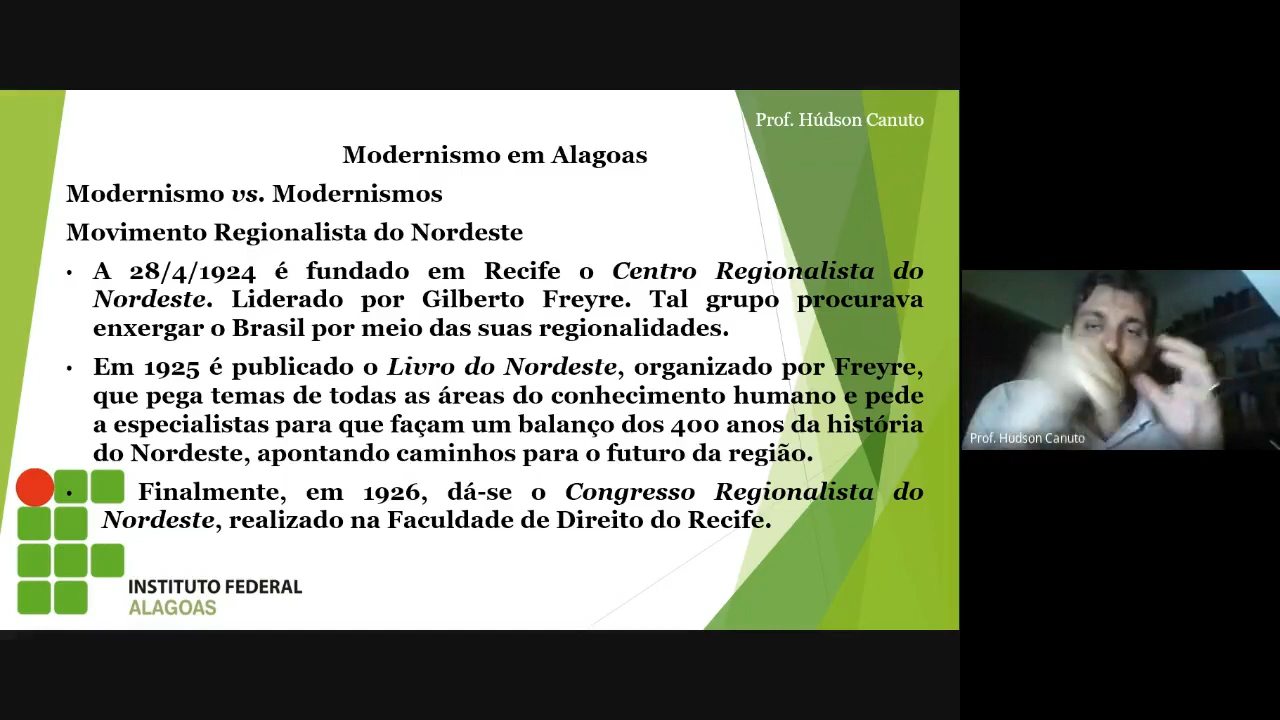 Prof. Húdson Canuto
Modernismo em Alagoas
Modernismo vs. Modernismos
Movimento Regionalista do Nordeste
• A 28/4/1924 é fundado em Recife o Centro Regionalista do
Nordeste. Liderado por Gilberto Freyre. Tal grupo procurava
enxergar o Brasil por meio das suas regionalidades.
• Em 1925 é publicado o Livro do Nordeste, organizado por Freyre,
que pega temas de todas as áreas do conhecimento humano e pede
a especialistas para que façam um balanço dos 400 anos da história
do Nordeste, apontando caminhos para o futuro da região.
• Finalmente, em 1926, dá-se o Congresso Regionalista do
Nordeste, realizado na Faculdade de Direito do Recife.
INSTITUTO FEDERAL
ALAGOAS
Prof. Hudson Canuto